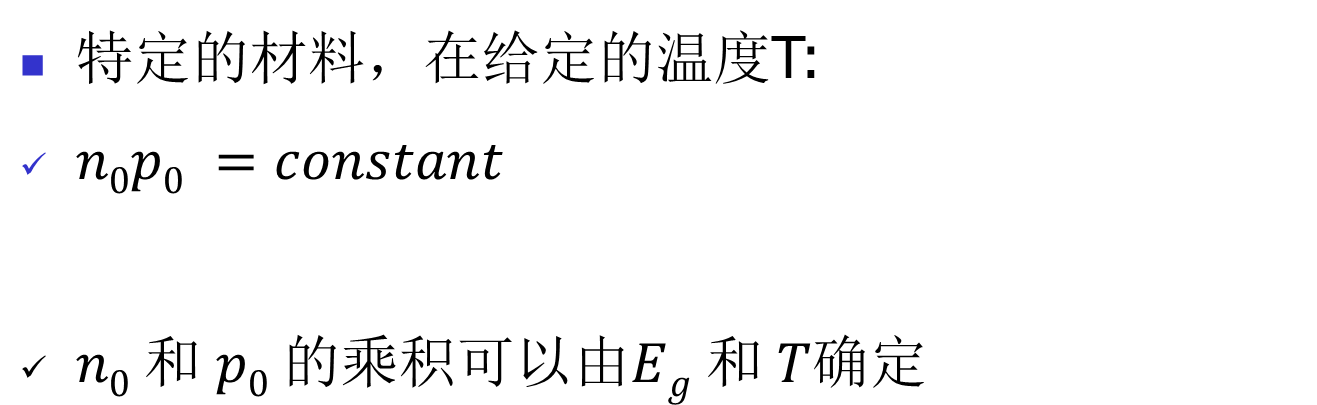 ■ 特定的材料，在给定的温度T:
✓ n₀p₀ = constant
✓ n₀ 和 p₀ 的乘积可以由E_g 和 T确定